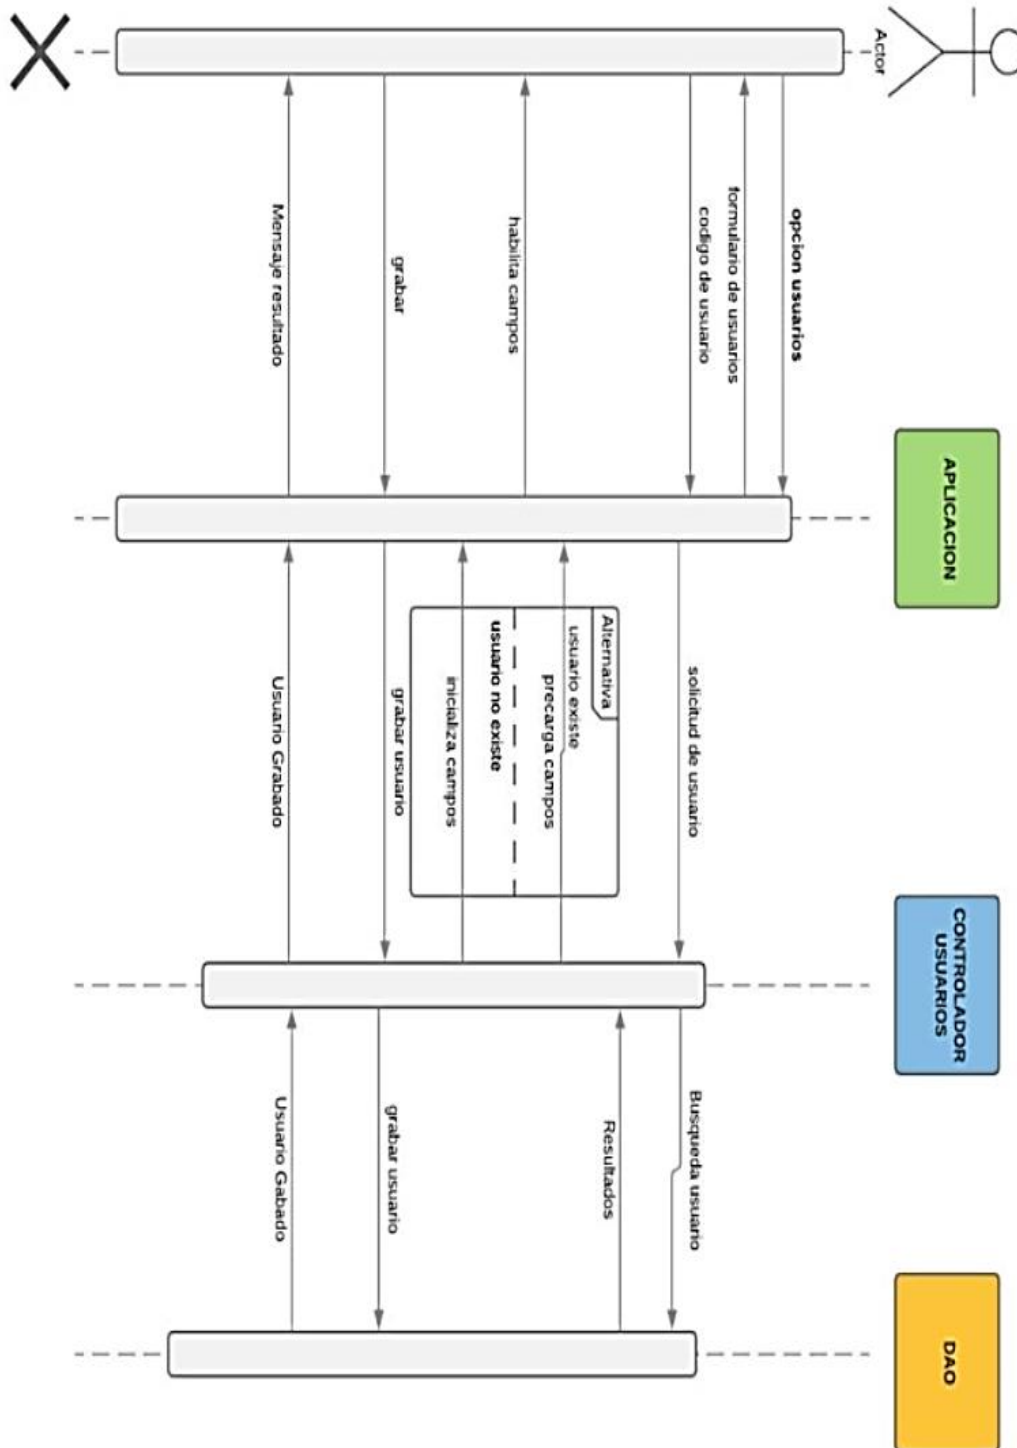 Actor
APLICACION
CONTROLADOR
USUARIOS
DAO
opcion usuarios
formulario de usuarios
codigo de usuario
solicitud de usuario
Busqueda usuario
Resultados
Alternativa
usuario existe
precarga campos
habilita campos
usuario no existe
inicializa campos
grabar
grabar usuario
grabar usuario
Mensaje resultado
Usuario Grabado
Usuario Gabado